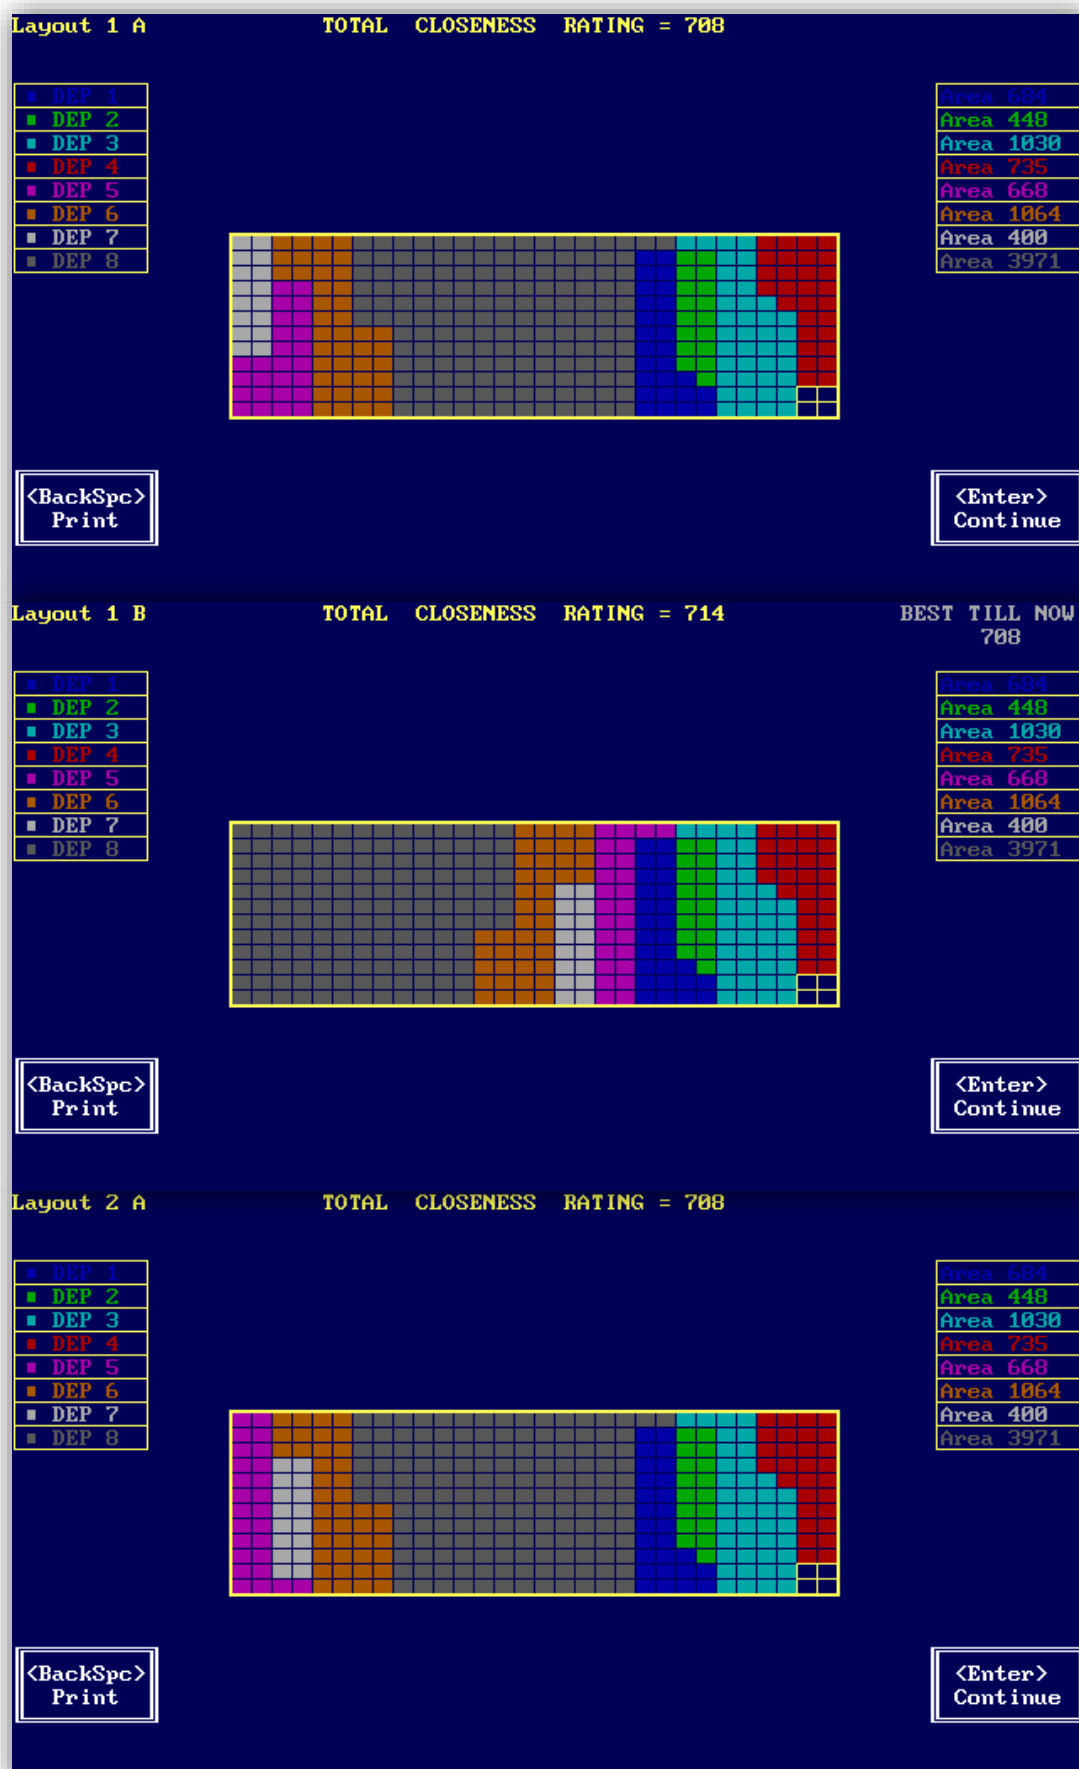 Layout 1 A TOTAL CLOSENESS RATING = 708
DEP 1 Area 684
DEP 2 Area 448
DEP 3 Area 1030
DEP 4 Area 735
DEP 5 Area 668
DEP 6 Area 1064
DEP 7 Area 400
DEP 8 Area 3971
<BackSpc> <Enter>
Print Continue
Layout 1 B TOTAL CLOSENESS RATING = 714 BEST TILL NOW
708
DEP 1 Area 684
DEP 2 Area 448
DEP 3 Area 1030
DEP 4 Area 735
DEP 5 Area 668
DEP 6 Area 1064
DEP 7 Area 400
DEP 8 Area 3971
<BackSpc> <Enter>
Print Continue
Layout 2 A TOTAL CLOSENESS RATING = 708
DEP 1 Area 684
DEP 2 Area 448
DEP 3 Area 1030
DEP 4 Area 735
DEP 5 Area 668
DEP 6 Area 1064
DEP 7 Area 400
DEP 8 Area 3971
<BackSpc> <Enter>
Print Continue